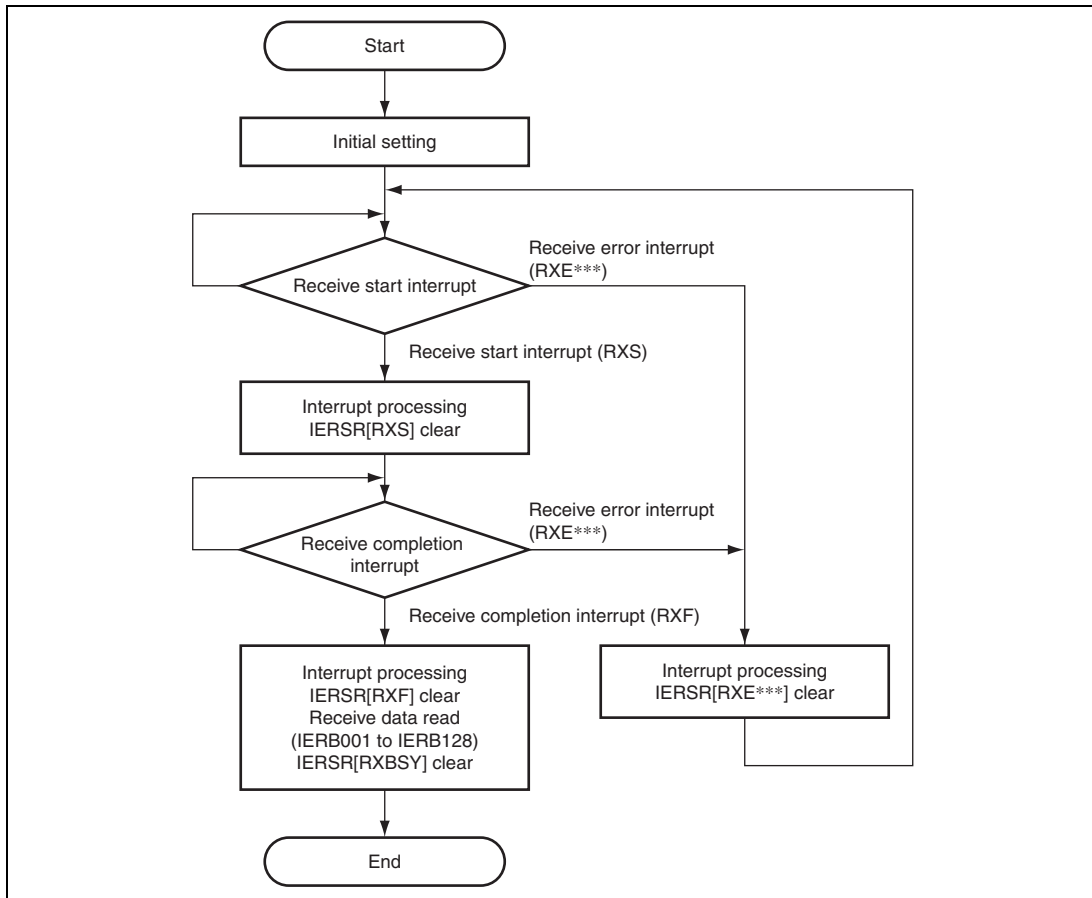 Start
Initial setting
Receive error interrupt
(RXE***)
Receive start interrupt
Receive start interrupt (RXS)
Interrupt processing
IERSR[RXS] clear
Receive error interrupt
(RXE***)
Receive completion
interrupt
Receive completion interrupt (RXF)
Interrupt processing
IERSR[RXF] clear
Receive data read
(IERB001 to IERB128)
IERSR[RXBSY] clear
Interrupt processing
IERSR[RXE***] clear
End